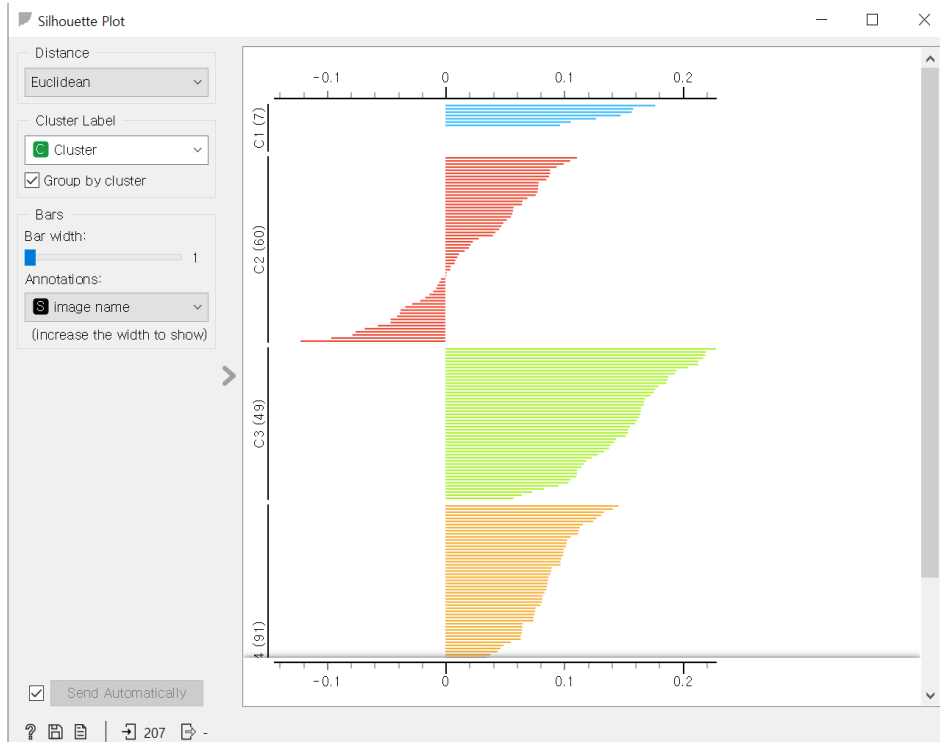 Silhouette Plot
Distance
Euclidean
Cluster Label
C Cluster
Group by cluster
Bars
Bar width:
1
Annotations:
S image name
(increase the width to show)
Send Automatically
? 207 -
-0.1 0 0.1 0.2
C1 (7)
C2 (60)
C3 (49)
4 (91)
-0.1 0 0.1 0.2